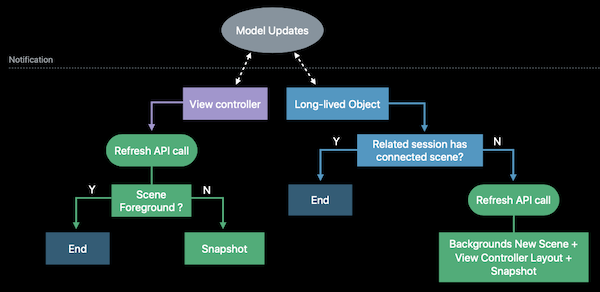 Model Updates
Notification
View controller
Long-lived Object
Refresh API call
Y
Related session has
connected scene?
N
Y
Scene
Foreground ?
N
End
Refresh API call
End
Snapshot
Backgrounds New Scene +
View Controller Layout +
Snapshot